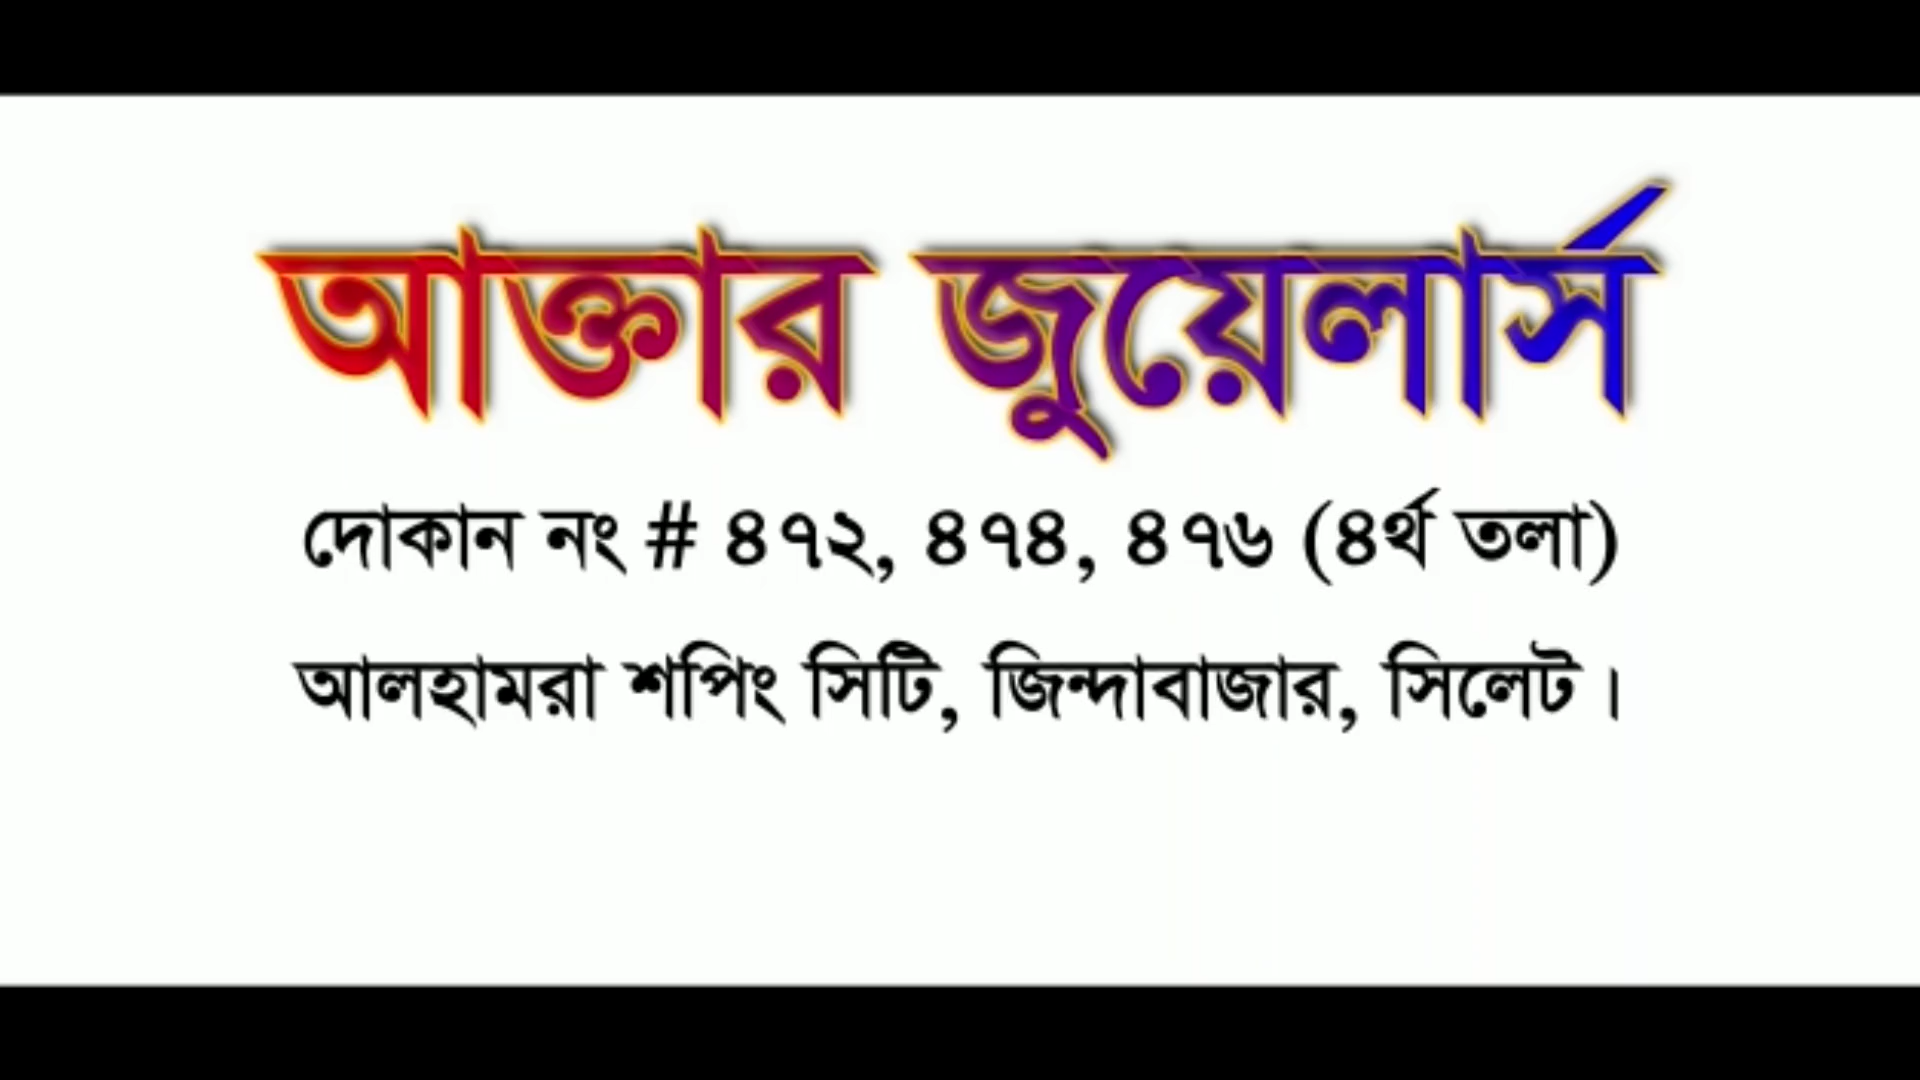 আক্তার জুয়েলার্স
দোকান নং # ৪৭২, ৪৭৪, ৪৭৬ (৪র্থ তলা)
আলহামরা শপিং সিটি, জিন্দাবাজার, সিলেট।